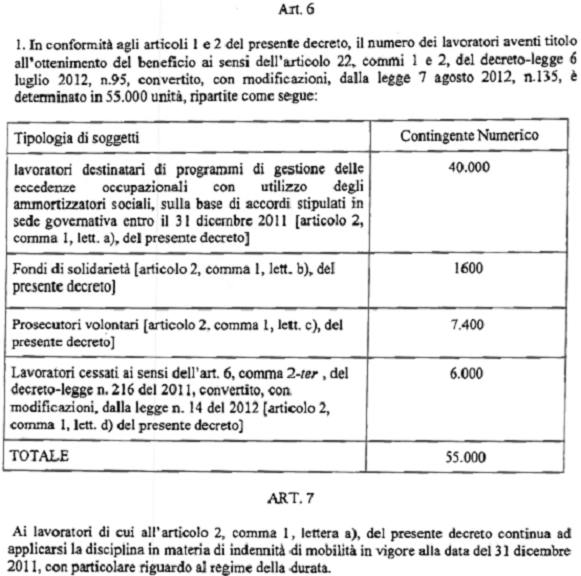 Art. 6
1. In conformità agli articoli 1 e 2 del presente decreto, il numero dei lavoratori aventi titolo
all'ottenimento del beneficio ai sensi dell'articolo 22, commi 1 e 2, del decreto-legge 6
luglio 2012, n.95, convertito, con modificazioni, dalla legge 7 agosto 2012, n.135, è
determinato in 55.000 unità, ripartite come segue:
Tipologia di soggetti
Contingente Numerico
lavoratori destinatari di programmi di gestione delle
eccedenze occupazionali con utilizzo degli
ammortizzatori sociali, sulla base di accordi stipulati in
sede governativa entro il 31 dicembre 2011 [articolo 2,
comma 1, lett. a), del presente decreto]
40.000
Fondi di solidarietà [articolo 2, comma 1, lett. b), del
presente decreto]
1600
Prosecutori volontari [articolo 2, comma 1, lett. c), del
presente decreto]
7.400
Lavoratori cessati ai sensi dell'art. 6, comma 2-ter , del
decreto-legge n. 216 del 2011, convertito, con
modificazioni, dalla legge n. 14 del 2012 [articolo 2,
comma 1, lett. d) del presente decreto]
6.000
TOTALE
55.000
ART. 7
Ai lavoratori di cui all'articolo 2, comma 1, lettera a), del presente decreto continua ad
applicarsi la disciplina in materia di indennità di mobilità in vigore alla data del 31 dicembre
2011, con particolare riguardo al regime della durata.